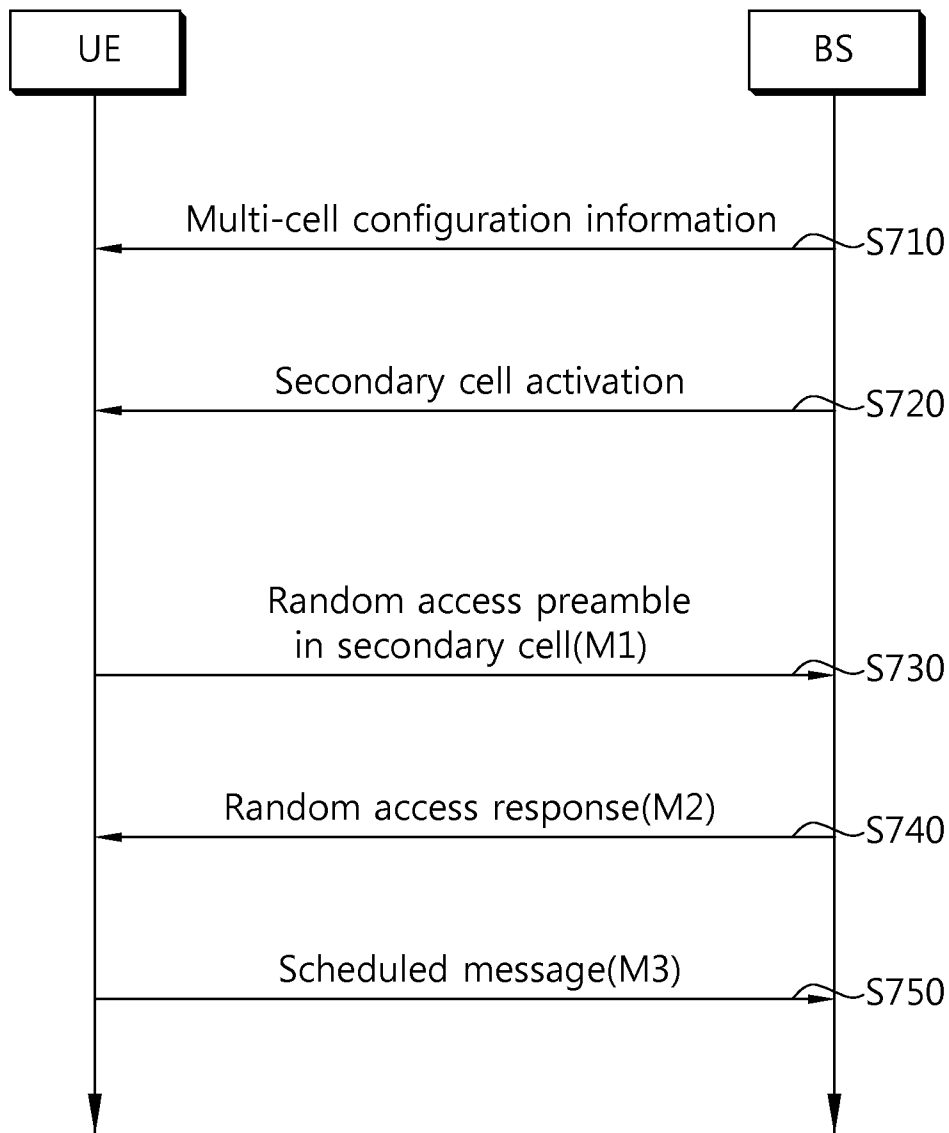 UE
BS
Multi-cell configuration information
S710
Secondary cell activation
S720
Random access preamble
in secondary cell(M1)
S730
Random access response(M2)
S740
Scheduled message(M3)
S750